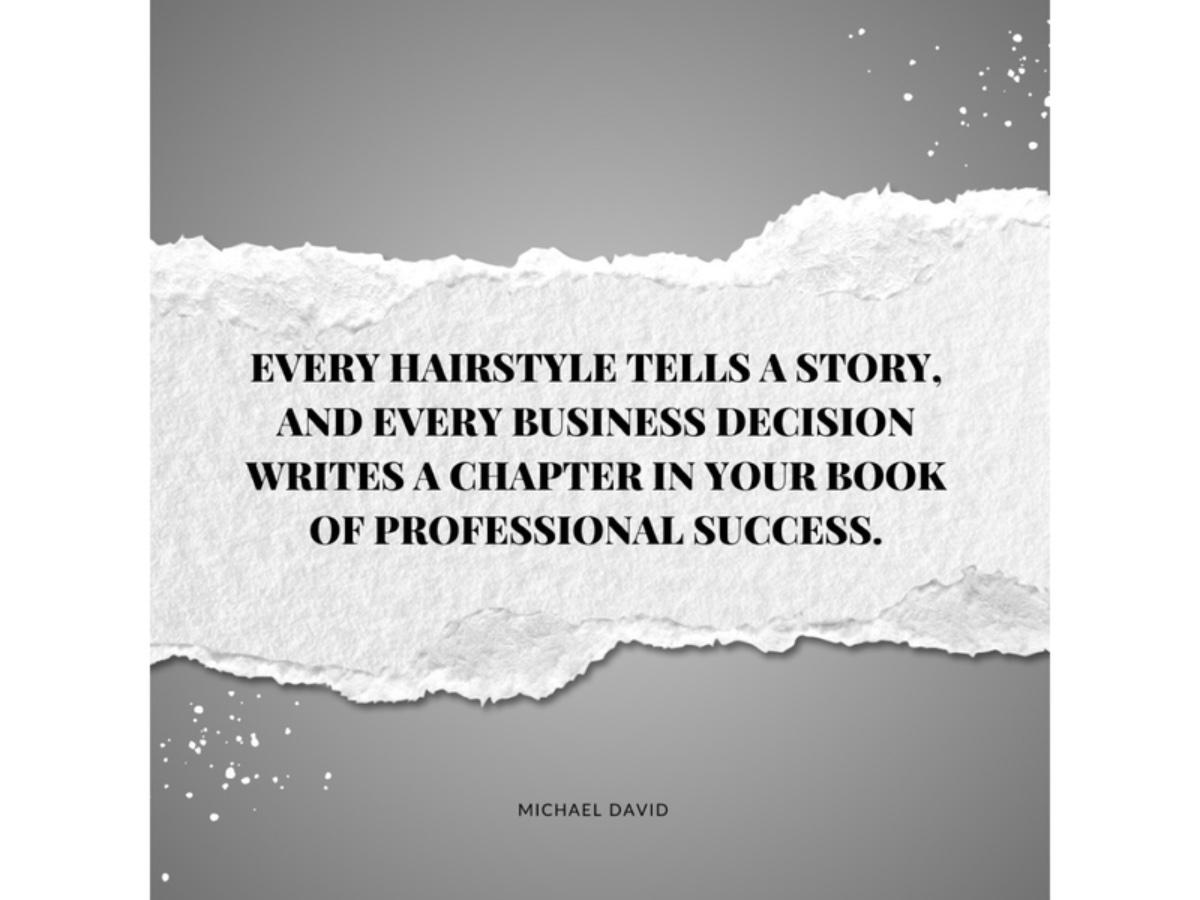 EVERY HAIRSTYLE TELLS A STORY,
AND EVERY BUSINESS DECISION
WRITES A CHAPTER IN YOUR BOOK
OF PROFESSIONAL SUCCESS.
MICHAEL DAVID